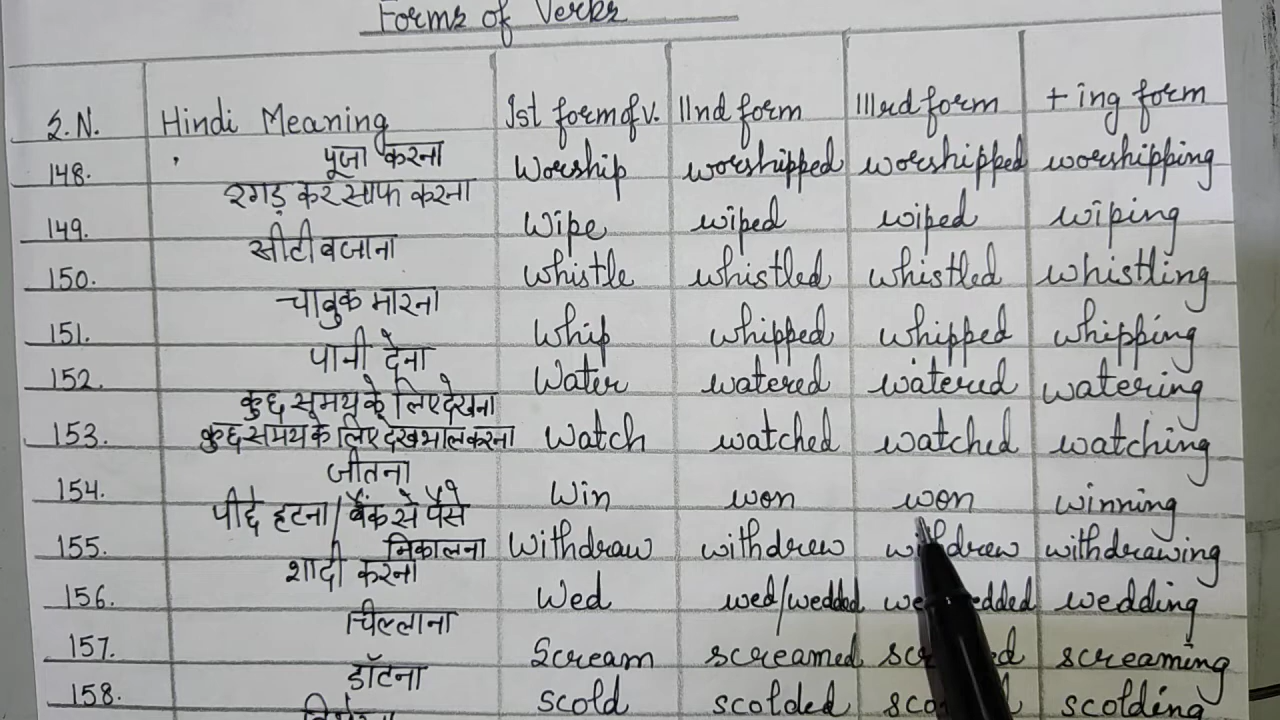 Forms of Verbs
S.N. Hindi Meaning Ist form of v. IInd form IIIrd form + ing form
148. पूजा करना Worship worshipped worshipped worshipping
149. रगड़ कर साफ करना Wipe wiped wiped wiping
150. सीटी बजाना Whistle whistled whistled whistling
151. चाबुक मारना Whip whipped whipped whipping
152. पानी देना Water watered watered watering
कुछ समय के लिए देखना
153. कुछ समय के लिए देखभाल करना Watch watched watched watching
154. जीतना Win won won winning
पीछे हटना/बैंक से पैसे
155. निकालना Withdraw withdrew withdrew withdrawing
156. शादी करना Wed wed/wedded wedding
157. चिल्लाना Scream screamed screaming
158. डाँटना Scold scolded scolding